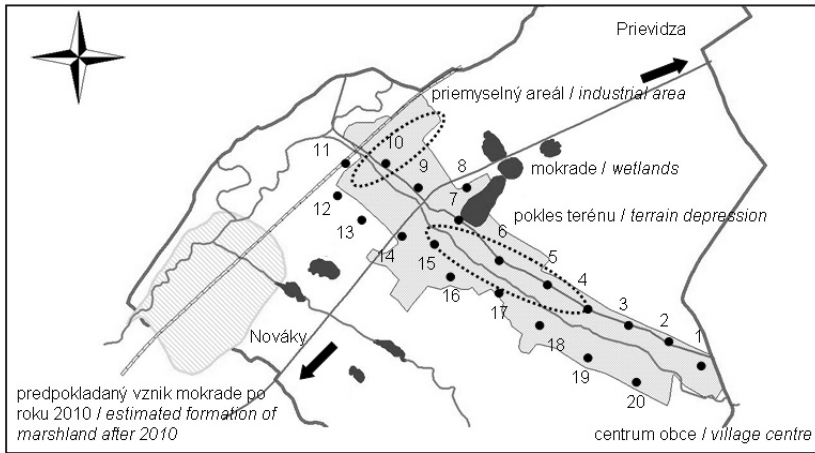 Prievidza
priemyselný areál / industrial area
10
11
9
8
mokrade / wetlands
12
7
13
pokles terénu / terrain depression
14
6
15
5
16
4
17
3
2
Nováky
18
1
19
20
predpokladaný vznik mokrade po
roku 2010 / estimated formation of
marshland after 2010
centrum obce / village centre